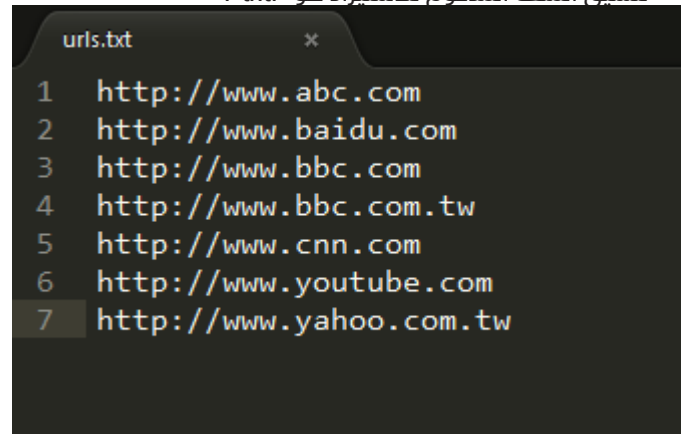 urls.txt ×
1 http://www.abc.com
2 http://www.baidu.com
3 http://www.bbc.com
4 http://www.bbc.com.tw
5 http://www.cnn.com
6 http://www.youtube.com
7 http://www.yahoo.com.tw